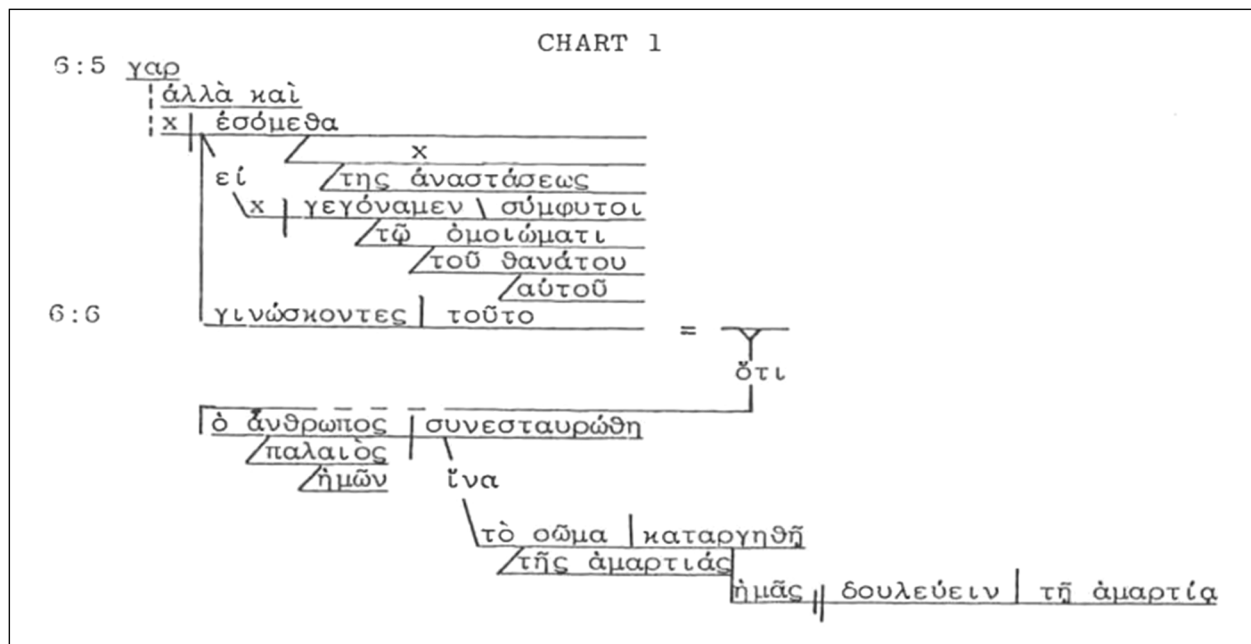 CHART 1
6:5 γαρ
ἀλλὰ καὶ
x ἐσόμεθα
x
εἰ της ἀναστάσεως
x γεγόναμεν σύμφυτοι
τῷ ὁμοιώματι
τοῦ θανάτου
αὐτοῦ
6:6 γινώσκοντες τοῦτο =
ὅτι
ὁ ἄνθρωπος συνεσταυρώθη
παλαιὸς
ἡμῶν ἵνα
τὸ σῶμα καταργηθῇ
τῆς ἁμαρτιάς
ἡμᾶς δουλεύειν τῇ ἁμαρτίᾳ